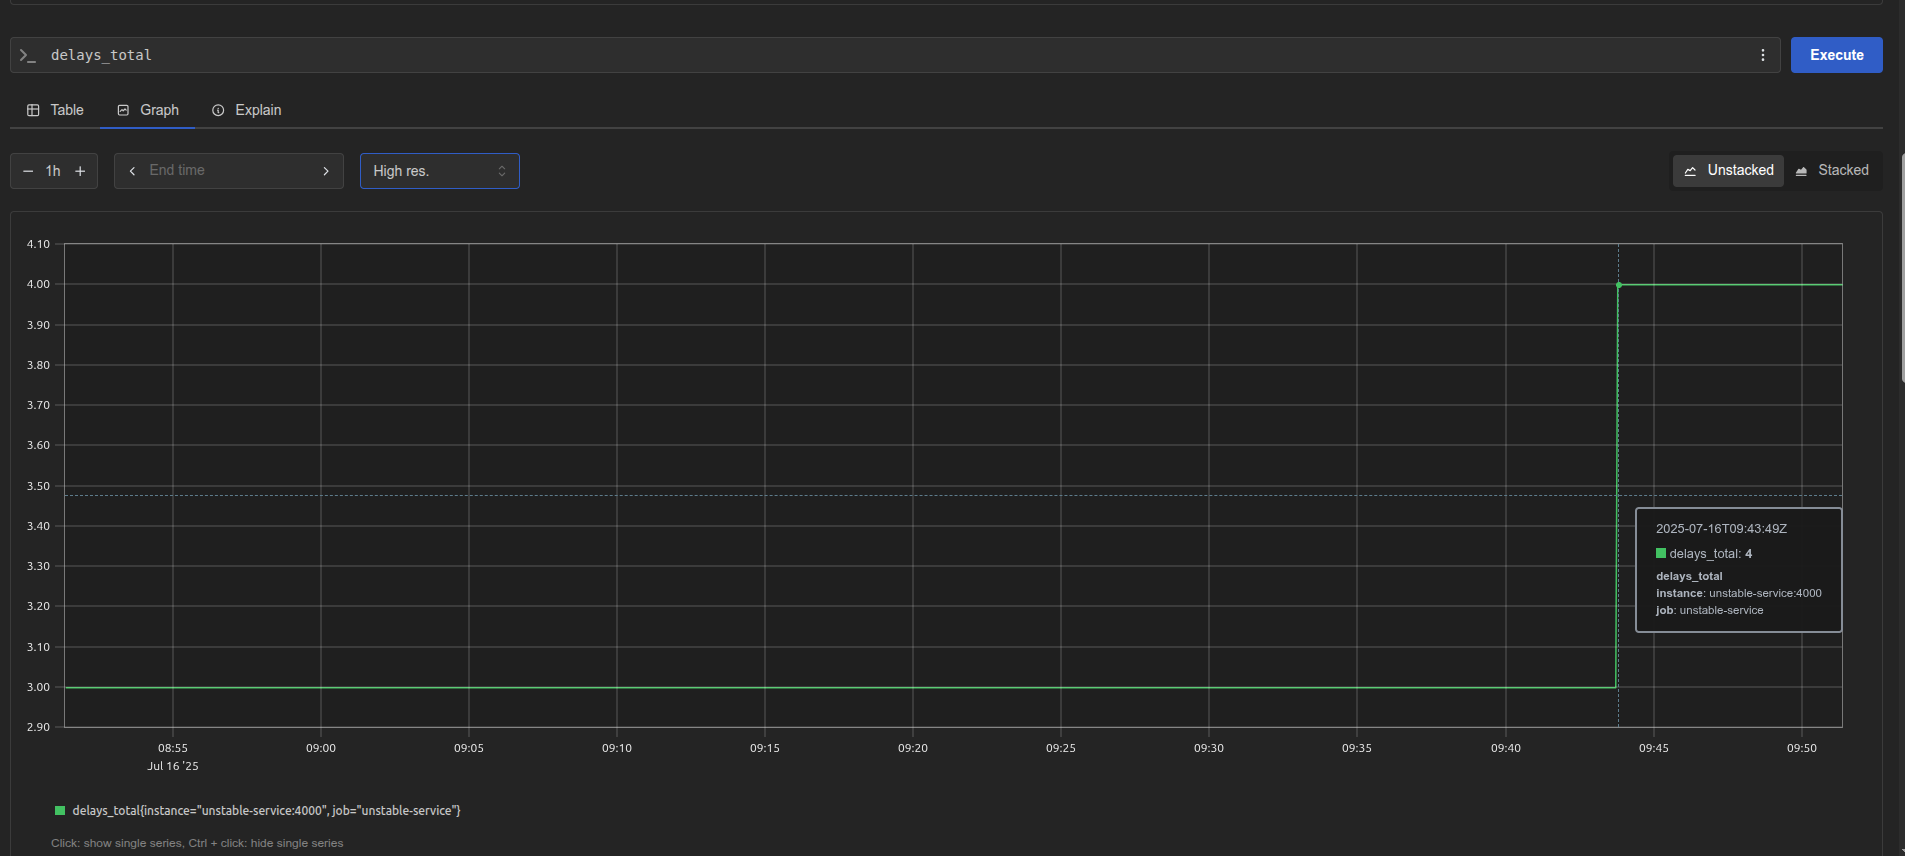 >_ delays_total
Execute
Table Graph Explain
− 1h +
< End time >
High res.
Unstacked Stacked
4.10
4.00
3.90
3.80
3.70
3.60
3.50
3.40
3.30
3.20
3.10
3.00
2.90
2025-07-16T09:43:49Z
delays_total: 4
delays_total
instance: unstable-service:4000
job: unstable-service
08:55 09:00 09:05 09:10 09:15 09:20 09:25 09:30 09:35 09:40 09:45 09:50
Jul 16 '25
delays_total{instance="unstable-service:4000", job="unstable-service"}
Click: show single series, Ctrl + click: hide single series